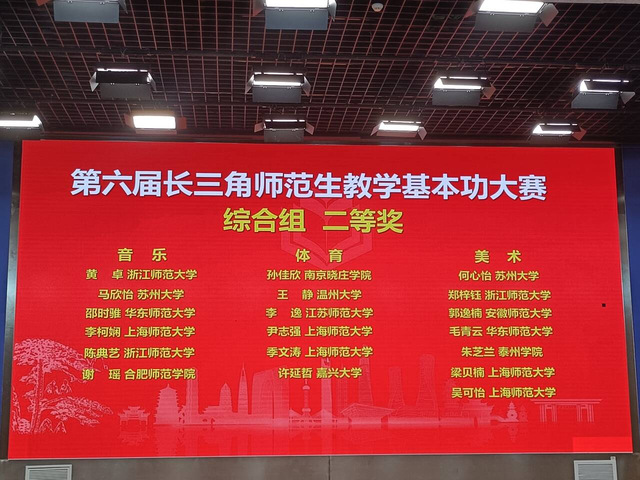 第六届长三角师范生教学基本功大赛
综合组 二等奖
音乐
黄卓 浙江师范大学
马欣怡 苏州大学
邵时雅 华东师范大学
李柯娴 上海师范大学
陈典艺 浙江师范大学
谢瑶 合肥师范学院
体育
孙佳欣 南京晓庄学院
王静 温州大学
李逸 江苏师范大学
尹志强 上海师范大学
季文涛 上海师范大学
许延哲 嘉兴大学
美术
何心怡 苏州大学
郑梓钰 浙江师范大学
郭逸楠 安徽师范大学
毛青云 华东师范大学
朱芝兰 泰州学院
梁贝楠 上海师范大学
吴可怡 上海师范大学